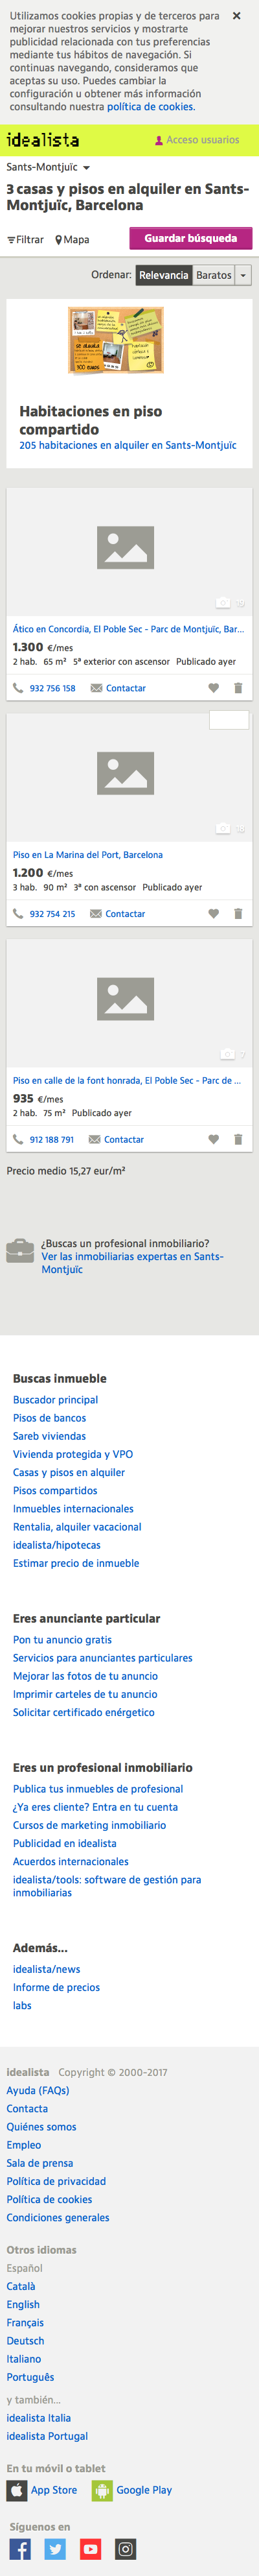 Utilizamos cookies propias y de terceros para
mejorar nuestros servicios y mostrarte
publicidad relacionada con tus preferencias
mediante tus hábitos de navegación. Si
continuas navegando, consideramos que
aceptas su uso. Puedes cambiar la
configuración u obtener más información
consultando nuestra política de cookies.
idealista
Acceso usuarios
Sants-Montjuïc
3 casas y pisos en alquiler en Sants-
Montjuïc, Barcelona
Filtrar Mapa Guardar búsqueda
Ordenar: Relevancia Baratos
Habitaciones en piso
compartido
205 habitaciones en alquiler en Sants-Montjuïc
19
Ático en Concordia, El Poble Sec - Parc de Montjuïc, Bar...
1.300 €/mes
2 hab. 65 m² 5ª exterior con ascensor Publicado ayer
932 756 158 Contactar
18
Piso en La Marina del Port, Barcelona
1.200 €/mes
3 hab. 90 m² 3ª con ascensor Publicado ayer
932 754 215 Contactar
7
Piso en calle de la font honrada, El Poble Sec - Parc de ...
935 €/mes
2 hab. 75 m² Publicado ayer
912 188 791 Contactar
Precio medio 15,27 eur/m²
¿Buscas un profesional inmobiliario?
Ver las inmobiliarias expertas en Sants-
Montjuïc
Buscas inmueble
Buscador principal
Pisos de bancos
Sareb viviendas
Vivienda protegida y VPO
Casas y pisos en alquiler
Pisos compartidos
Inmuebles internacionales
Rentalia, alquiler vacacional
idealista/hipotecas
Estimar precio de inmueble
Eres anunciante particular
Pon tu anuncio gratis
Servicios para anunciantes particulares
Mejorar las fotos de tu anuncio
Imprimir carteles de tu anuncio
Solicitar certificado enérgetico
Eres un profesional inmobiliario
Publica tus inmuebles de profesional
¿Ya eres cliente? Entra en tu cuenta
Cursos de marketing inmobiliario
Publicidad en idealista
Acuerdos internacionales
idealista/tools: software de gestión para
inmobiliarias
Además...
idealista/news
Informe de precios
labs
idealista Copyright © 2000-2017
Ayuda (FAQs)
Contacta
Quiénes somos
Empleo
Sala de prensa
Política de privacidad
Política de cookies
Condiciones generales
Otros idiomas
Español
Català
English
Français
Deutsch
Italiano
Português
y también...
idealista Italia
idealista Portugal
En tu móvil o tablet
App Store Google Play
Síguenos en